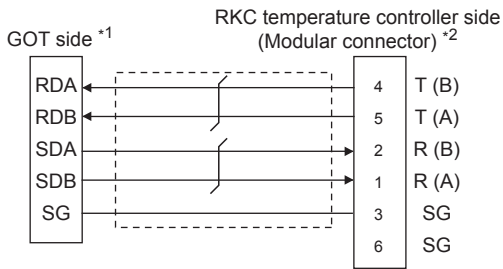 RKC temperature controller side
(Modular connector) *2
GOT side *1
RDA 4 T (B)
RDB 5 T (A)
SDA 2 R (B)
SDB 1 R (A)
SG 3 SG
6 SG